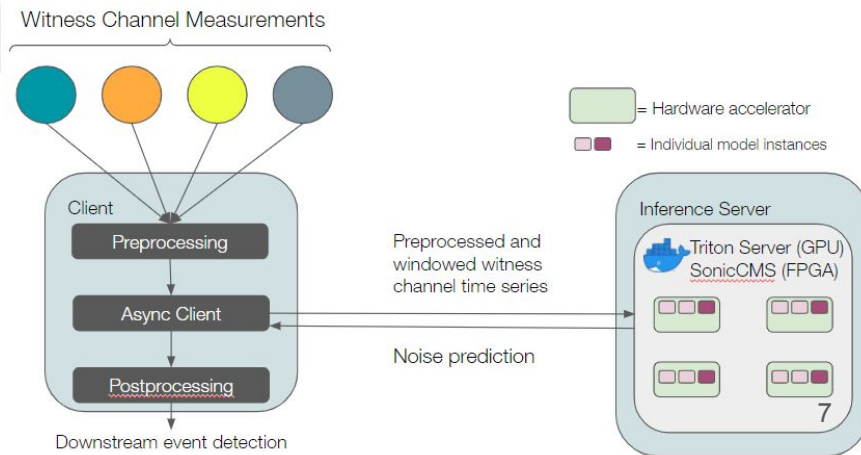 Witness Channel Measurements
= Hardware accelerator
= Individual model instances
Client
Preprocessing
Async Client
Postprocessing
Downstream event detection
Preprocessed and
windowed witness
channel time series
Noise prediction
Inference Server
Triton Server (GPU)
SonicCMS (FPGA)
7